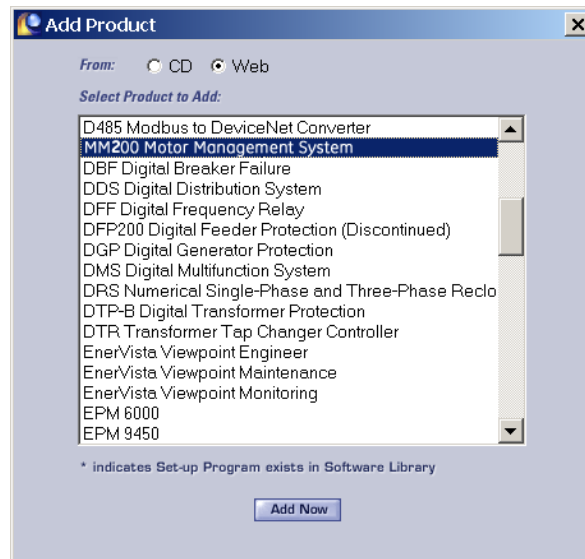 Add Product
From: CD Web
Select Product to Add:
D485 Modbus to DeviceNet Converter
MM200 Motor Management System
DBF Digital Breaker Failure
DDS Digital Distribution System
DFF Digital Frequency Relay
DFP200 Digital Feeder Protection (Discontinued)
DGP Digital Generator Protection
DMS Digital Multifunction System
DRS Numerical Single-Phase and Three-Phase Reclo
DTP-B Digital Transformer Protection
DTR Transformer Tap Changer Controller
EnerVista Viewpoint Engineer
EnerVista Viewpoint Maintenance
EnerVista Viewpoint Monitoring
EPM 6000
EPM 9450
* indicates Set-up Program exists in Software Library
Add Now